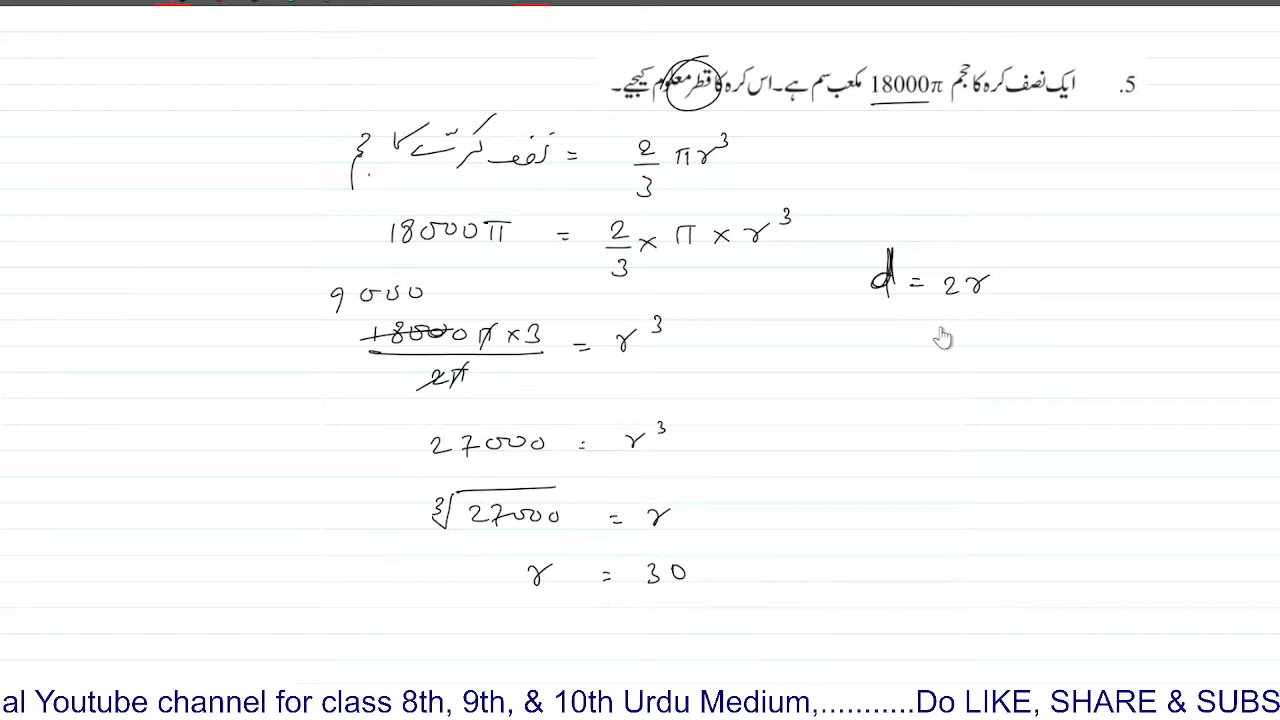 5. ایک نصف کرہ کا حجم 18000π مکعب سم ہے۔ اس کرہ کا قطر معلوم کیجیے۔
نصف کرّے کا حجم = 2/3 πr³
18000π = 2/3 × π × r³
d = 2r
9000
18000π × 3 / 2π = r³
27000 = r³
∛27000 = r
r = 30
al Youtube channel for class 8th, 9th, & 10th Urdu Medium,...........Do LIKE, SHARE & SUBS